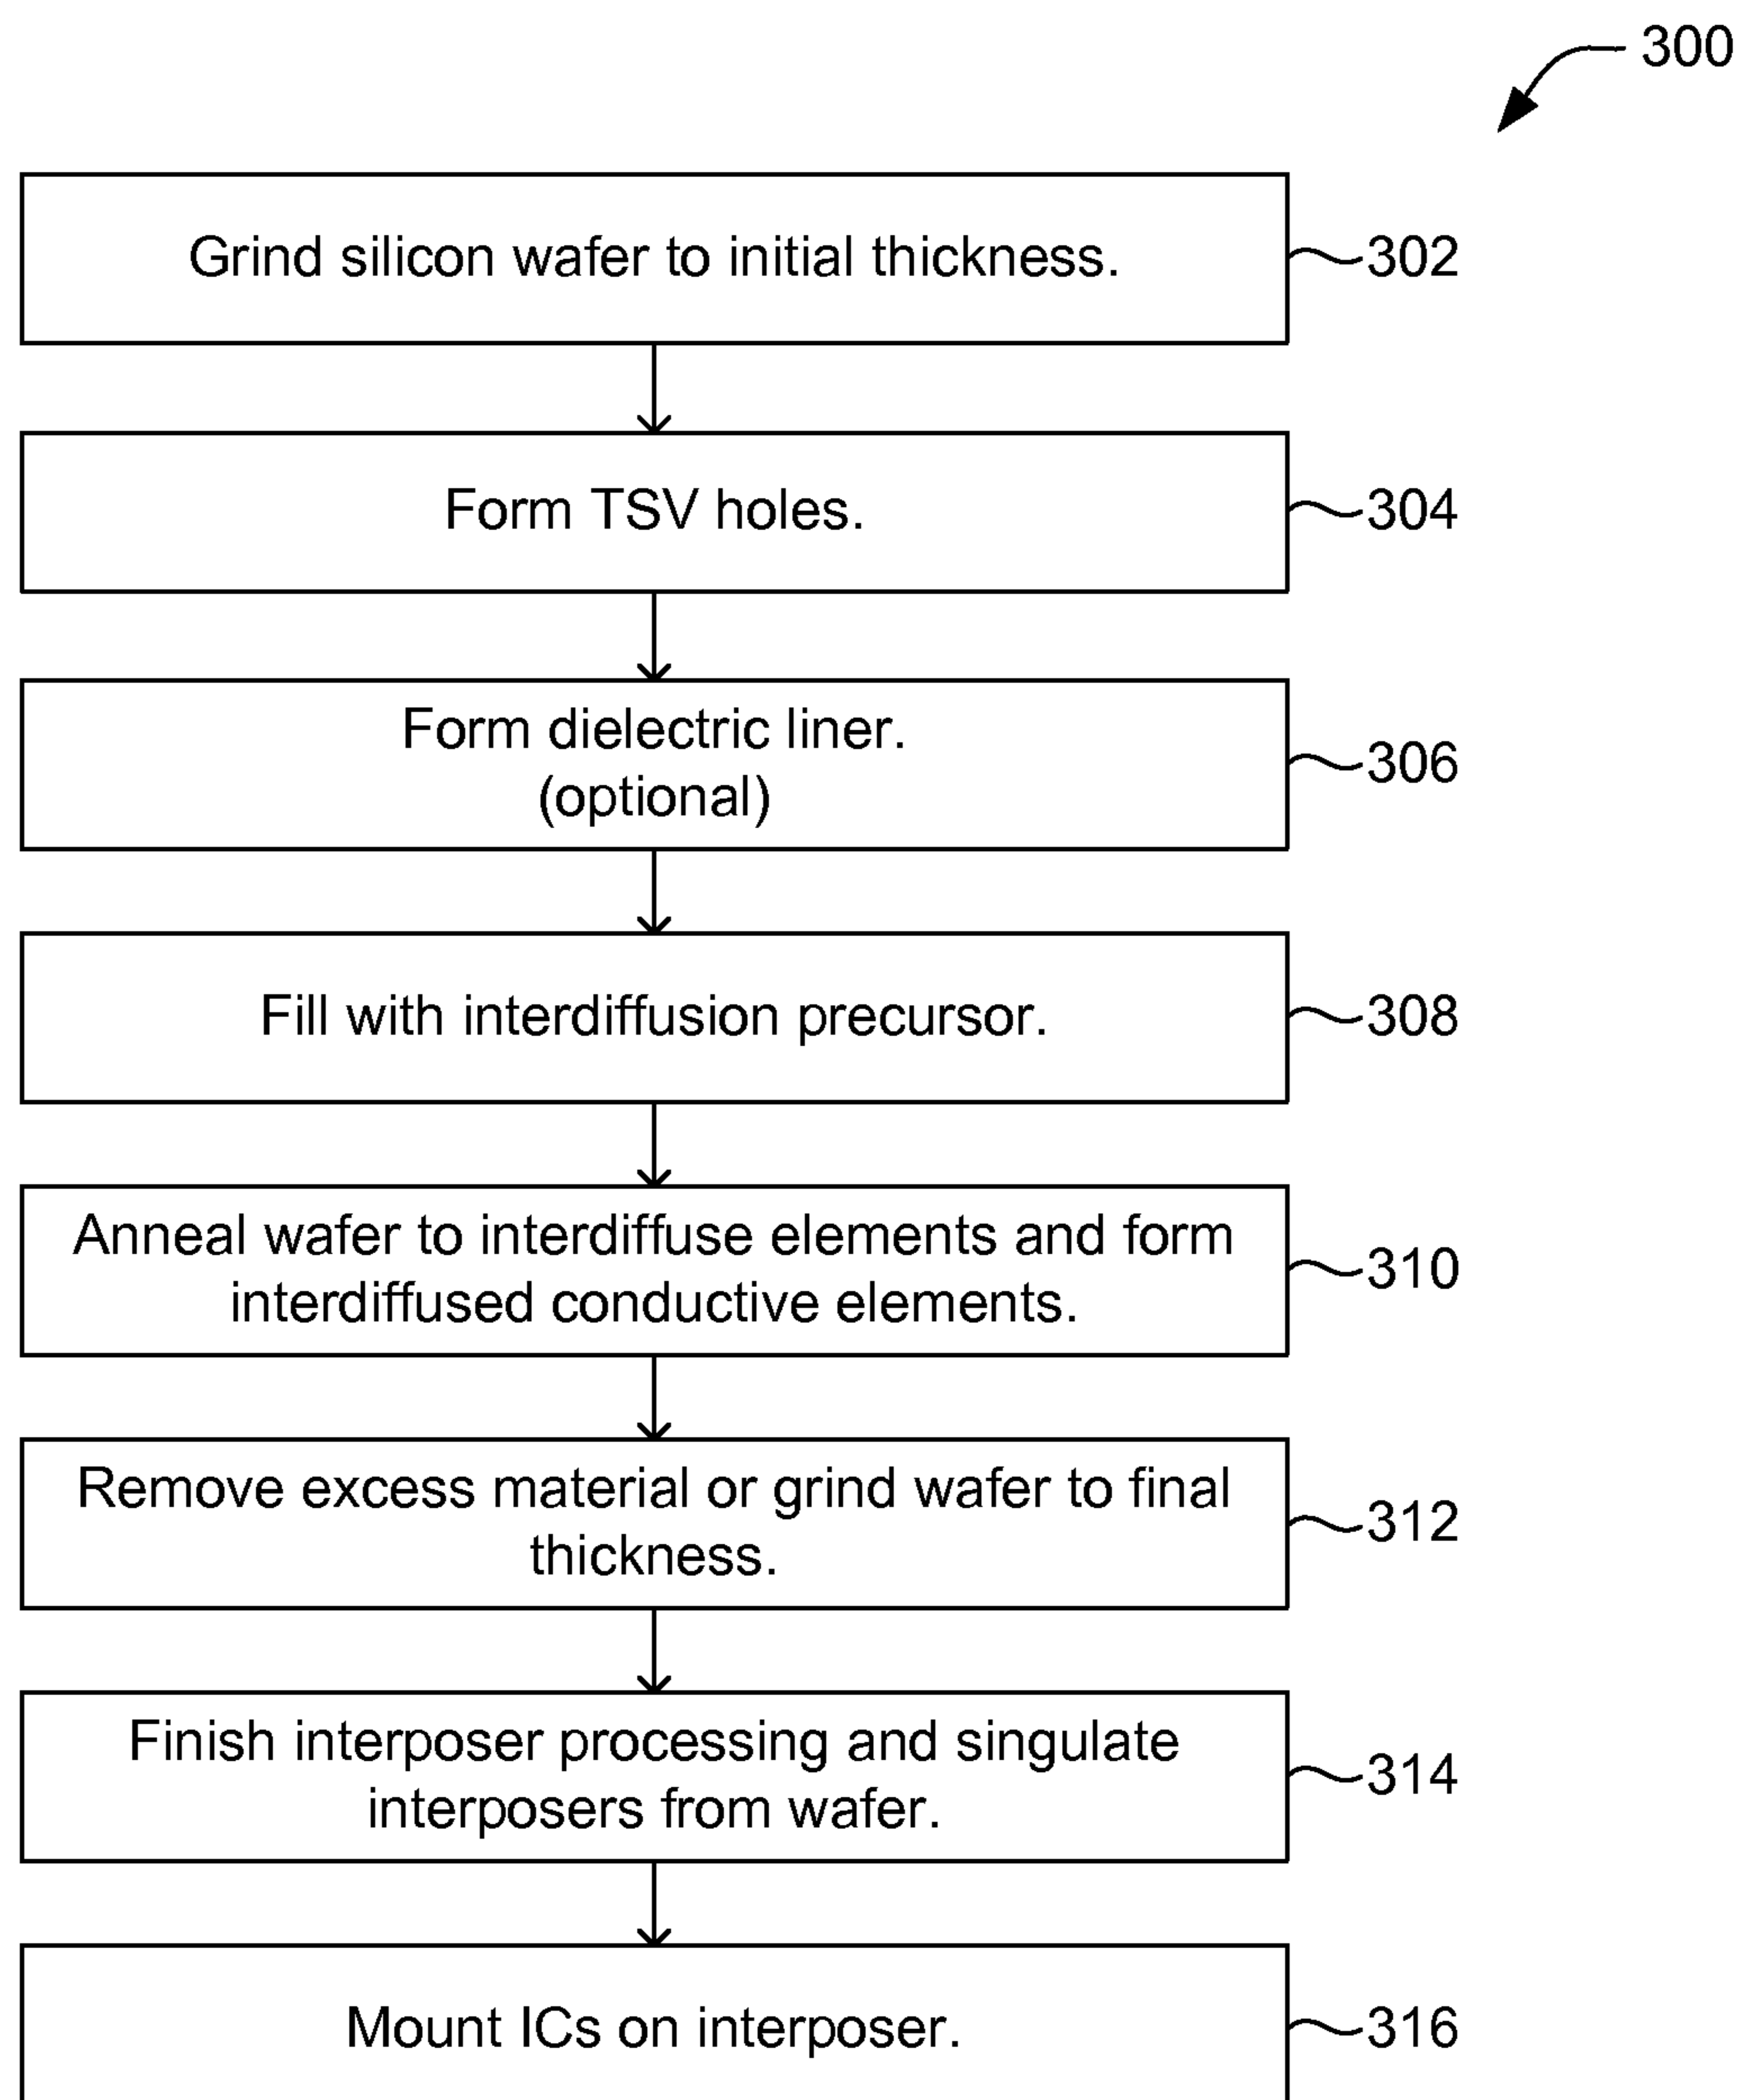 300
Grind silicon wafer to initial thickness.
302
Form TSV holes.
304
Form dielectric liner.
(optional)
306
Fill with interdiffusion precursor.
308
Anneal wafer to interdiffuse elements and form
interdiffused conductive elements.
310
Remove excess material or grind wafer to final
thickness.
312
Finish interposer processing and singulate
interposers from wafer.
314
Mount ICs on interposer.
316